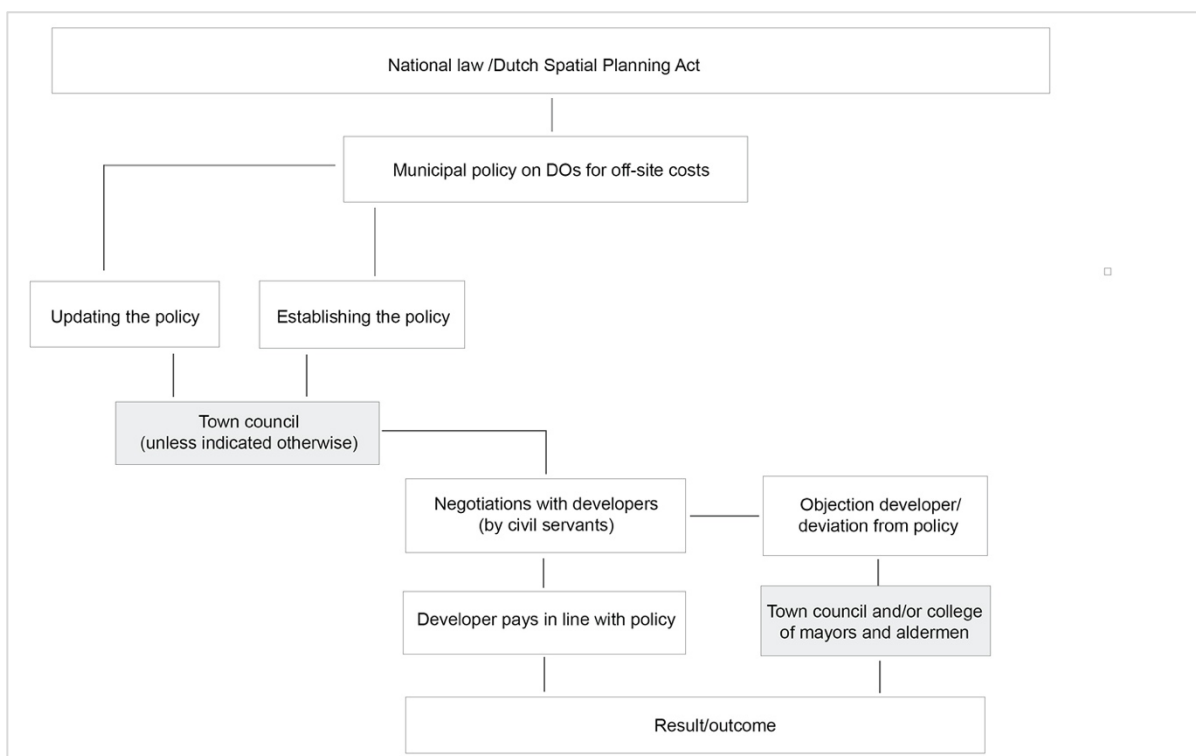 National law /Dutch Spatial Planning Act
Municipal policy on DOs for off-site costs
Updating the policy
Establishing the policy
Town council
(unless indicated otherwise)
Negotiations with developers
(by civil servants)
Objection developer/
deviation from policy
Developer pays in line with policy
Town council and/or college
of mayors and aldermen
Result/outcome